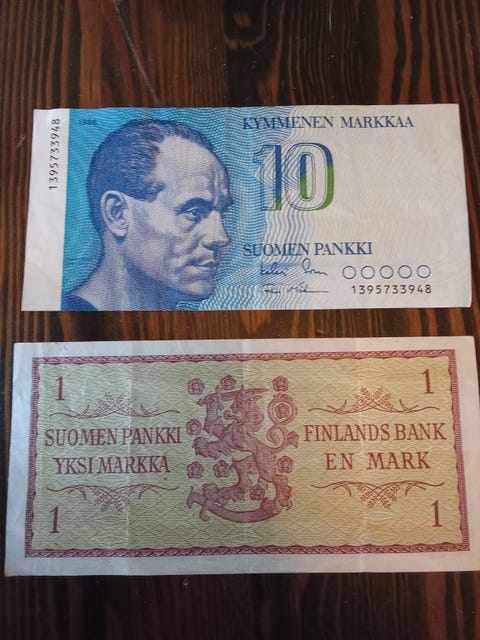 1395733948
1986
KYMMENEN MARKKAA
10
SUOMEN PANKKI
1395733948
1
1
SUOMEN PANKKI
FINLANDS BANK
YKSI MARKKA
EN MARK
1
1